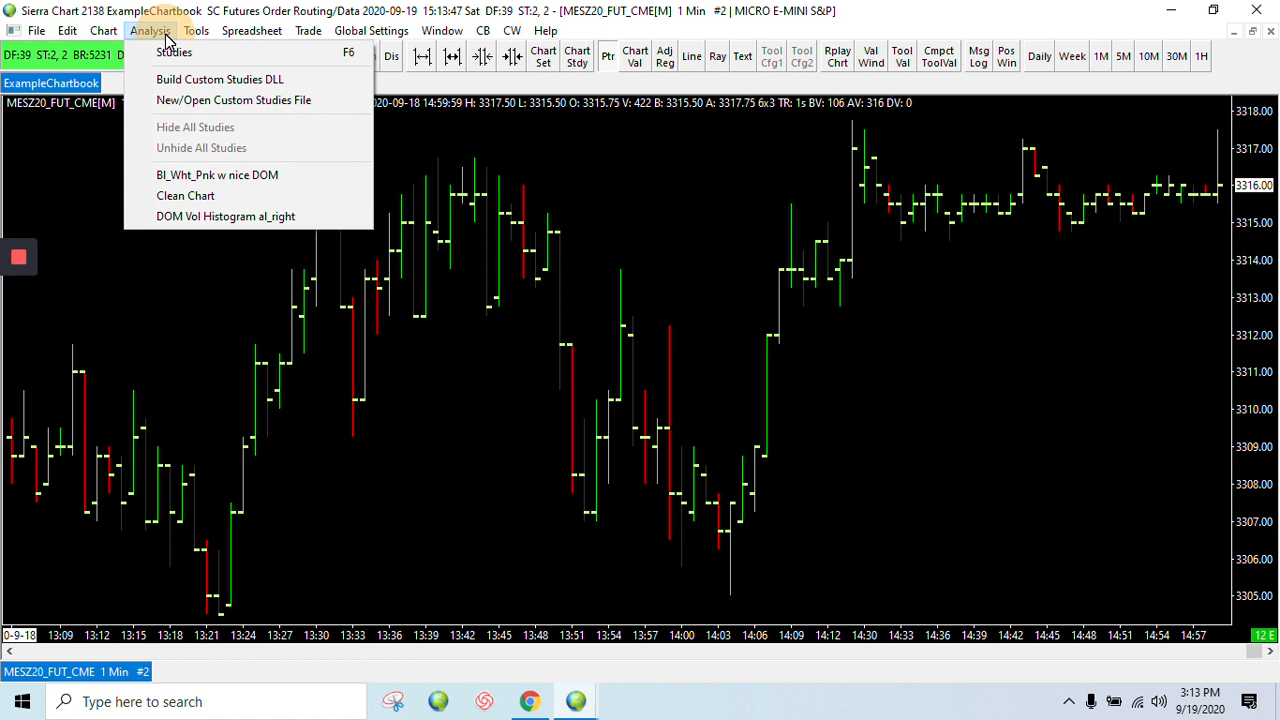 Sierra Chart 2138 ExampleChartbook  SC Futures Order Routing/Data 2020-09-19  15:13:47 Sat  DF:39  ST:2, 2 - [MESZ20_FUT_CME[M]  1 Min   #2 | MICRO E-MINI S&P]
File Edit Chart Analysis Tools Spreadsheet Trade Global Settings Window CB CW Help
DF:39  ST:2, 2  BR:5231 Dis Chart Set Chart Stdy Ptr Chart Val Adj Reg Line Ray Text Tool Cfg1 Tool Cfg2 Rplay Chrt Val Wind Tool Val Cmpct ToolVal Msg Log Pos Win Daily Week 1M 5M 10M 30M 1H
Studies F6
Build Custom Studies DLL
New/Open Custom Studies File
Hide All Studies
Unhide All Studies
Bl_Wht_Pnk w nice DOM
Clean Chart
DOM Vol Histogram al_right
ExampleChartbook
MESZ20_FUT_CME[M] 2020-09-18 14:59:59 H: 3317.50 L: 3315.50 O: 3315.75 V: 422 B: 3315.50 A: 3317.75 6x3 TR: 1s BV: 106 AV: 316 DV: 0
3318.00
3317.00
3316.00
3315.00
3314.00
3313.00
3312.00
3311.00
3310.00
3309.00
3308.00
3307.00
3306.00
3305.00
0-9-18 13:09 13:12 13:15 13:18 13:21 13:24 13:27 13:30 13:33 13:36 13:39 13:42 13:45 13:48 13:51 13:54 13:57 14:00 14:03 14:06 14:09 14:12 14:30 14:33 14:36 14:39 14:42 14:45 14:48 14:51 14:54 14:57 12 E
MESZ20_FUT_CME  1 Min  #2
Type here to search
3:13 PM
9/19/2020